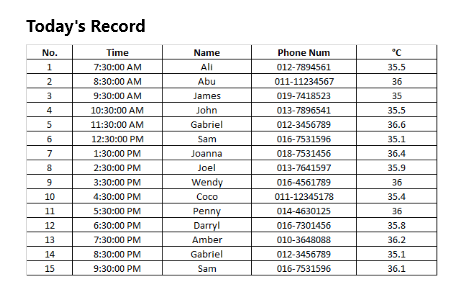 Today's Record
No. Time Name Phone Num °C
1 7:30:00 AM Ali 012-7894561 35.5
2 8:30:00 AM Abu 011-11234567 36
3 9:30:00 AM James 019-7418523 35
4 10:30:00 AM John 013-7896541 35.5
5 11:30:00 AM Gabriel 012-3456789 36.6
6 12:30:00 PM Sam 016-7531596 35.1
7 1:30:00 PM Joanna 018-7531456 36.4
8 2:30:00 PM Joel 013-7641597 35.9
9 3:30:00 PM Wendy 016-4561789 36
10 4:30:00 PM Coco 011-12345178 35.4
11 5:30:00 PM Penny 014-4630125 36
12 6:30:00 PM Darryl 016-7301456 35.8
13 7:30:00 PM Amber 010-3648088 36.2
14 8:30:00 PM Gabriel 012-3456789 35.1
15 9:30:00 PM Sam 016-7531596 36.1